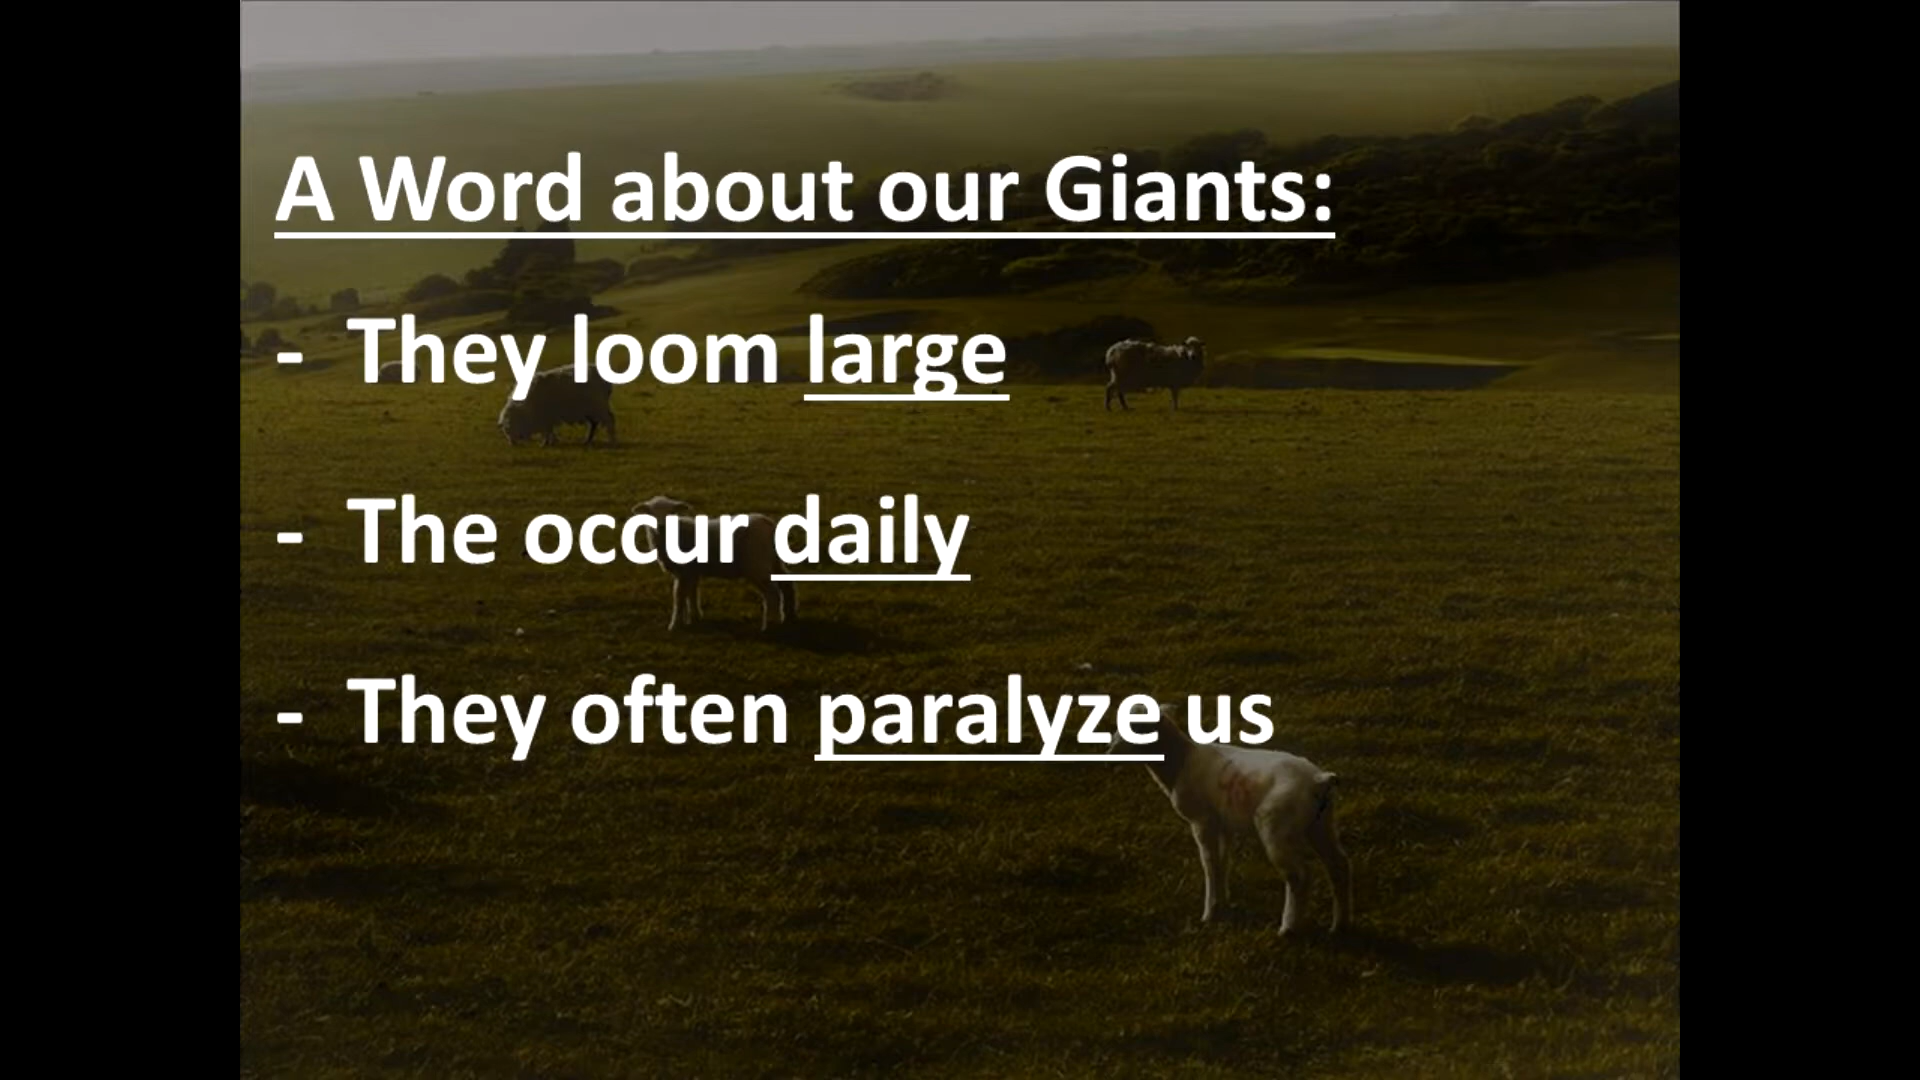 A Word about our Giants:
- They loom large
- The occur daily
- They often paralyze us